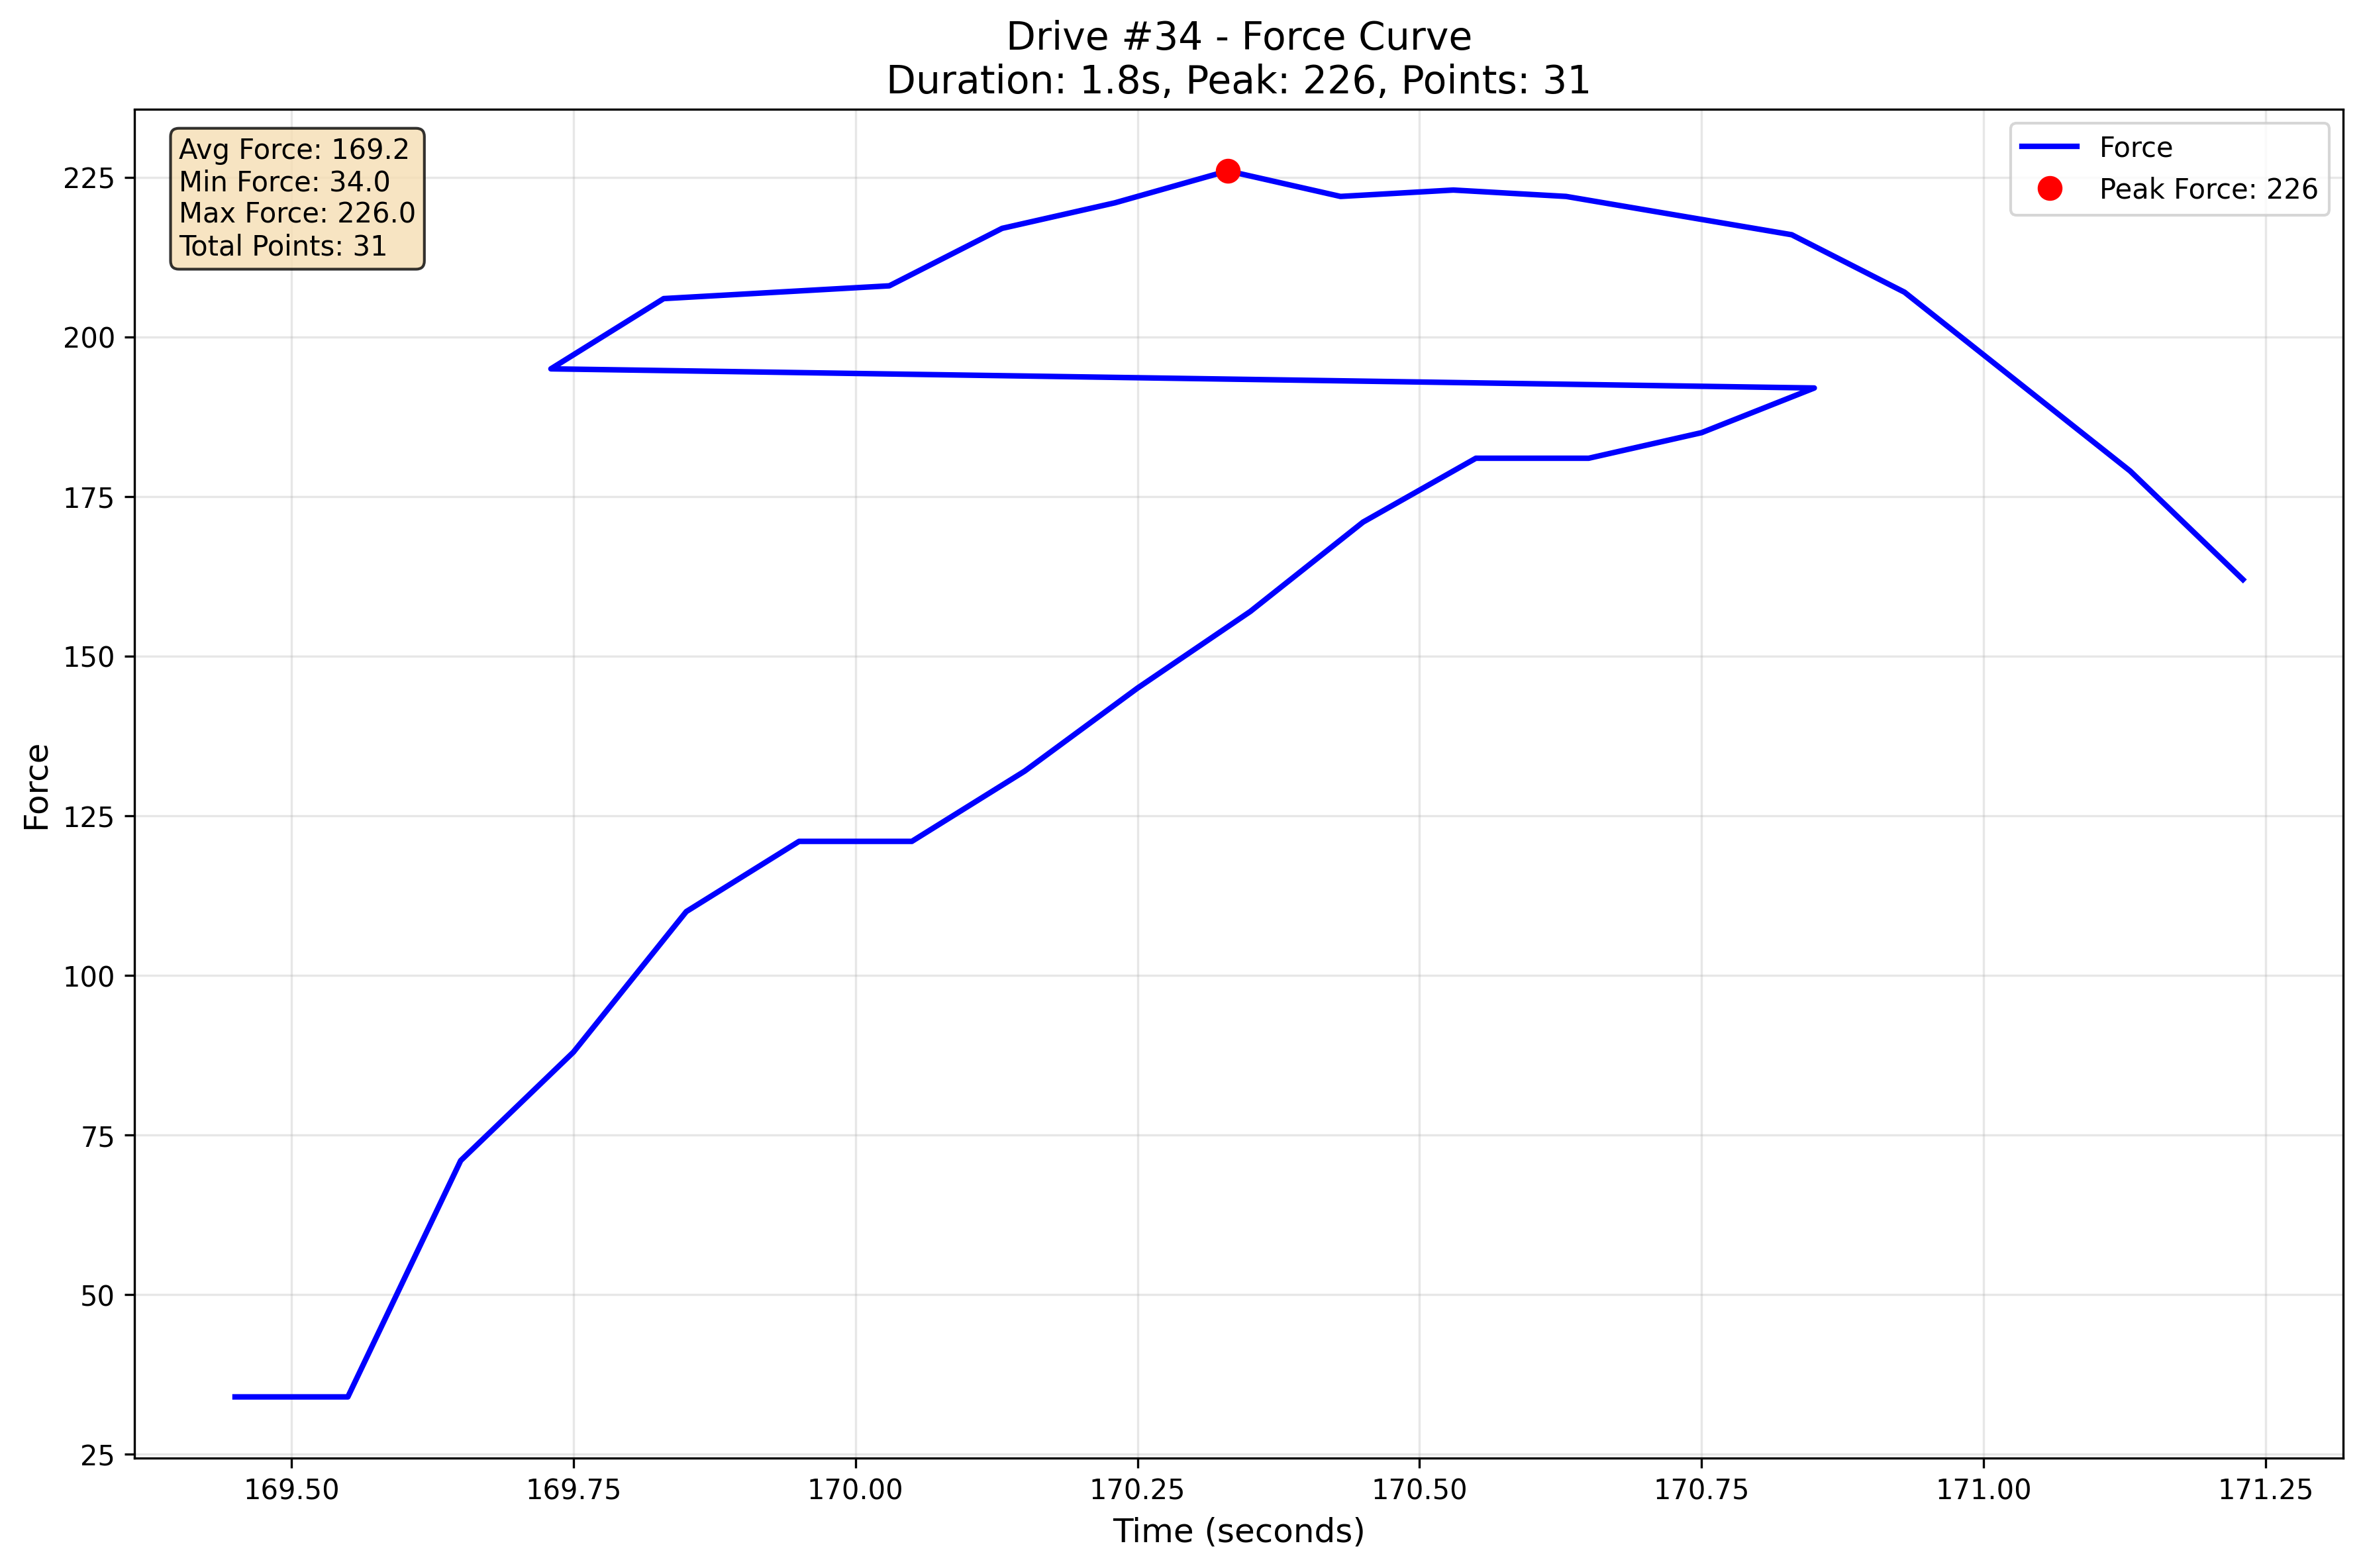 Drive #34 - Force Curve
Duration: 1.8s, Peak: 226, Points: 31
Avg Force: 169.2
Min Force: 34.0
Max Force: 226.0
Total Points: 31
Force
Peak Force: 226
225
200
175
150
125
100
75
50
25
Force
169.50
169.75
170.00
170.25
170.50
170.75
171.00
171.25
Time (seconds)